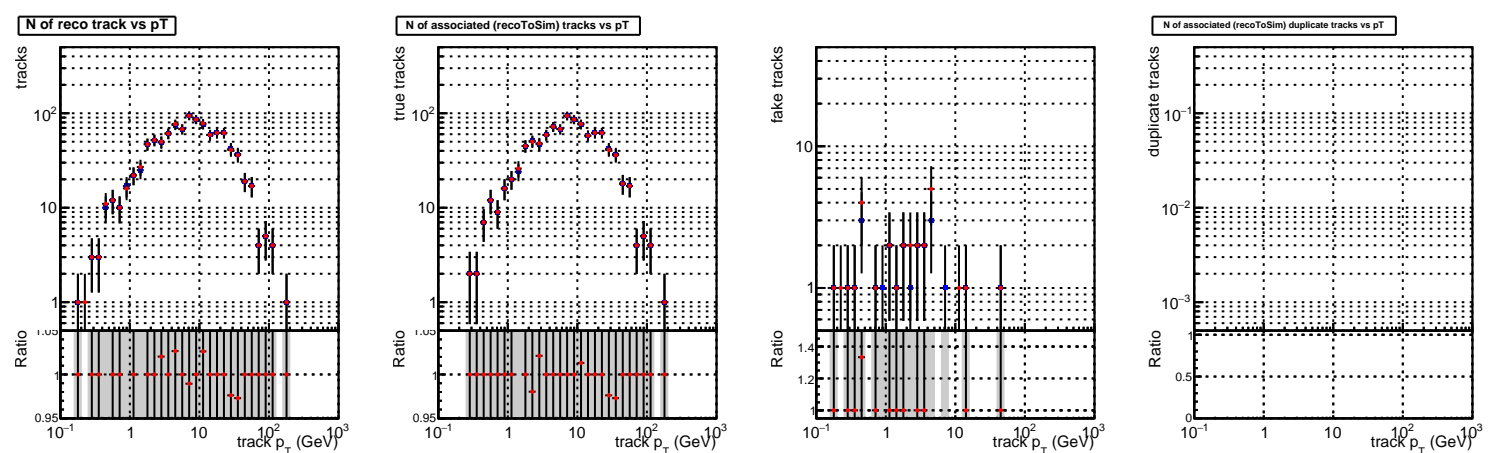 N of reco track vs pT
tracks
10²
10
1
1.05
Ratio
1
0.95
10⁻¹ 1 10 10² 10³
track p_T (GeV)
N of associated (recoToSim) tracks vs pT
true tracks
10²
10
1
1.05
Ratio
1
0.95
10⁻¹ 1 10 10² 10³
track p_T (GeV)
fake tracks
10
1
Ratio
1.4
1.2
1
10⁻¹ 1 10 10² 10³
track p_T (GeV)
N of associated (recoToSim) duplicate tracks vs pT
duplicate tracks
10⁻¹
10⁻²
10⁻³
Ratio
1
0.5
0
10⁻¹ 1 10 10² 10³
track p_T (GeV)